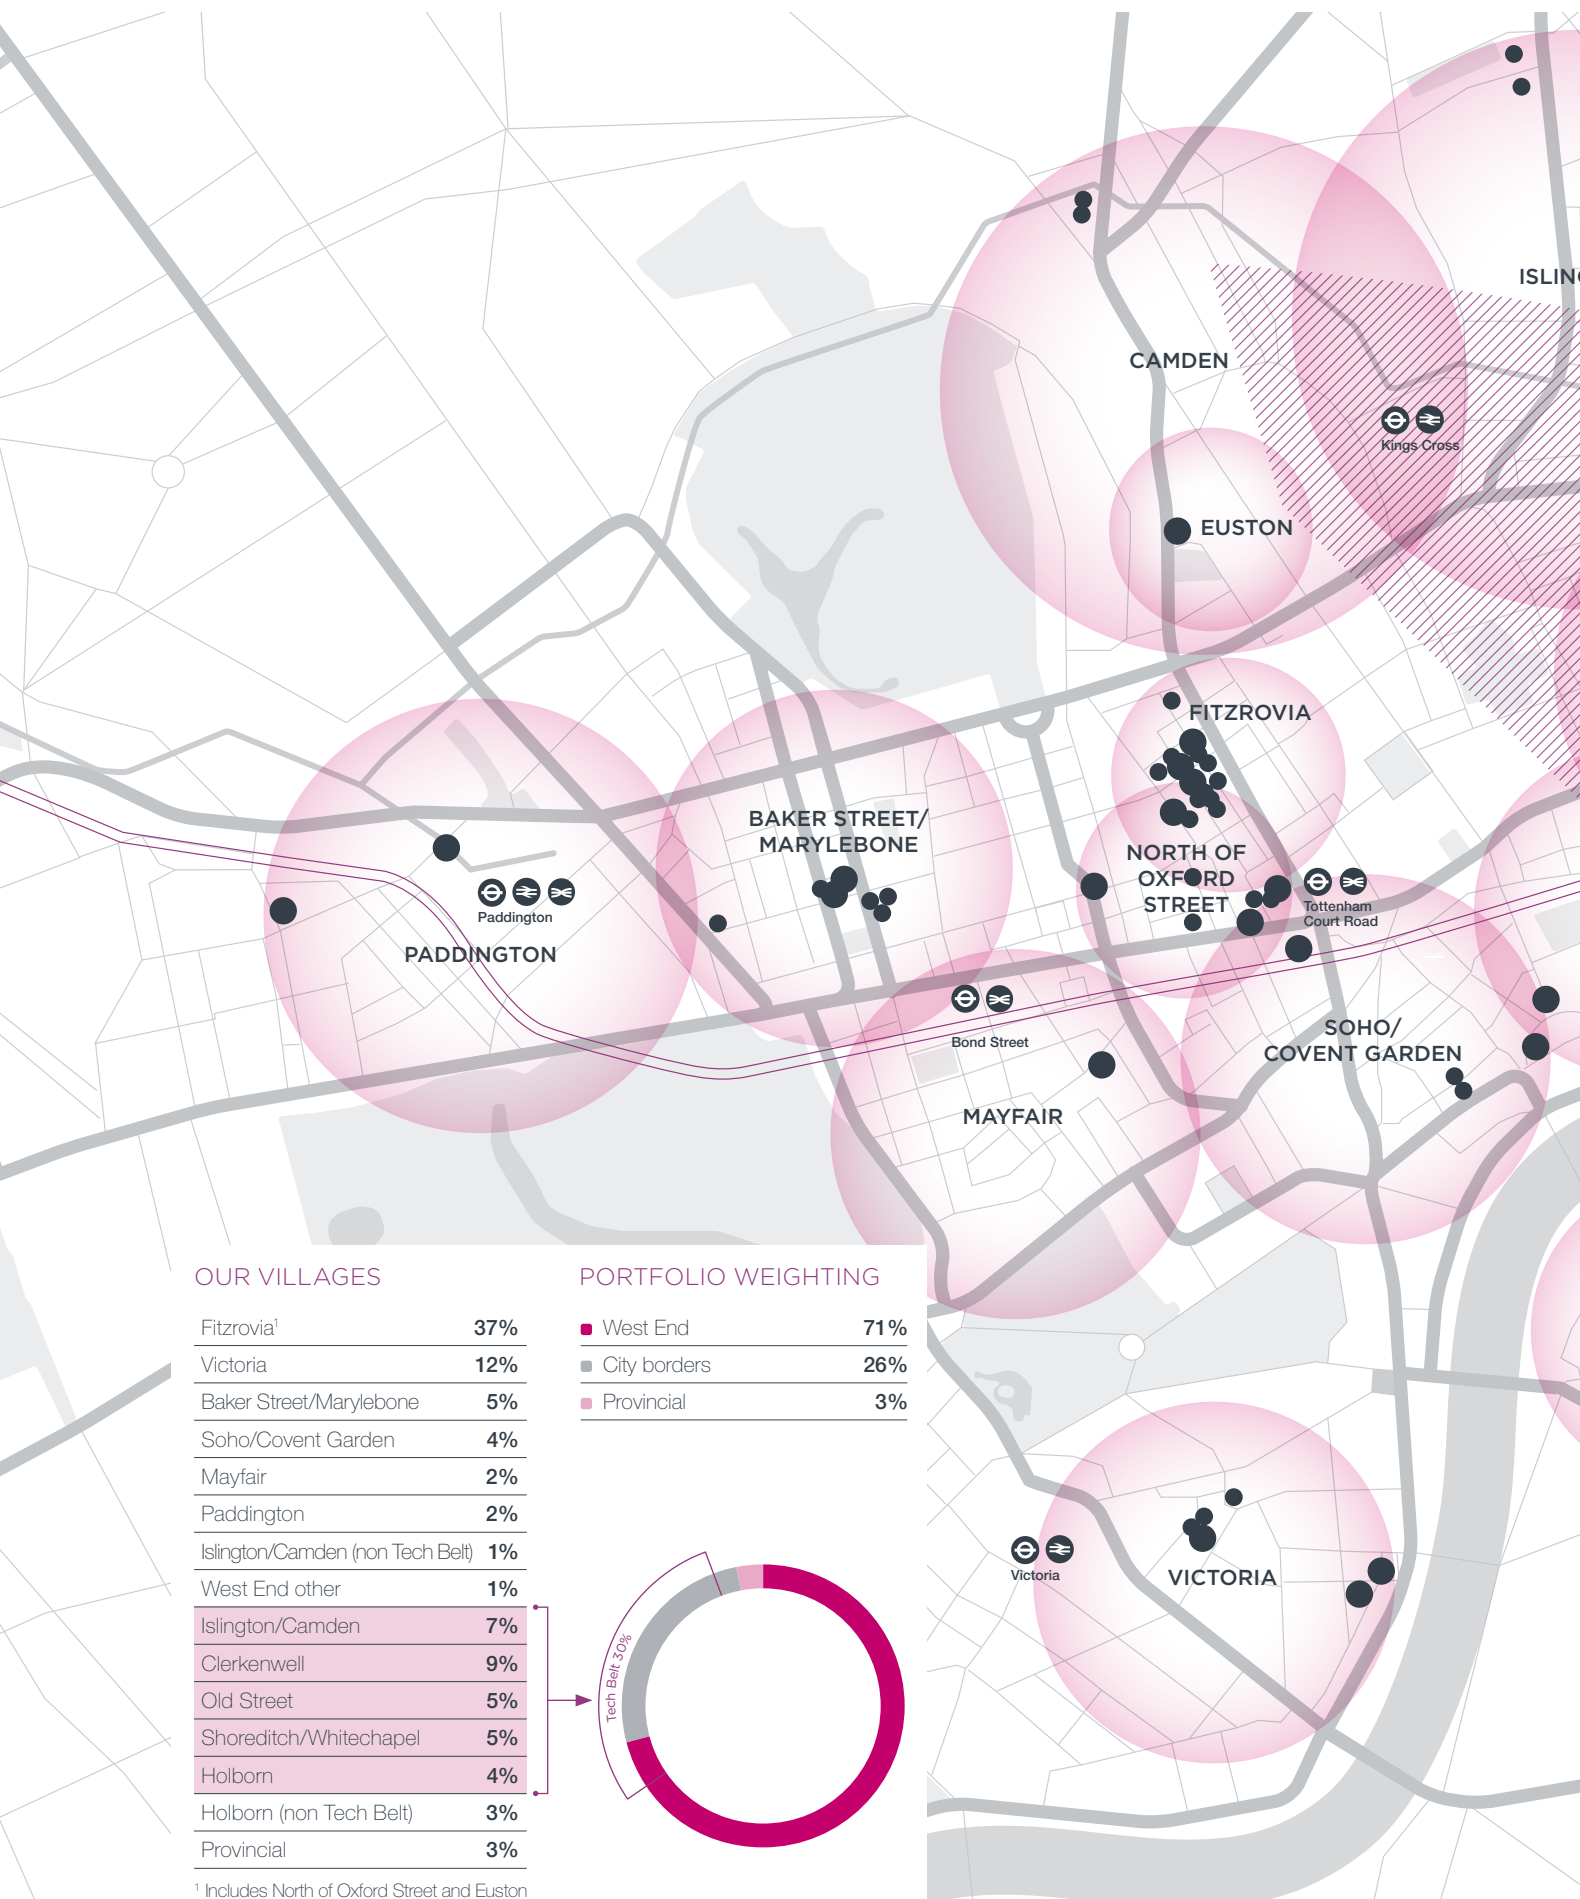 ISLIN
CAMDEN
Kings Cross
EUSTON
FITZROVIA
BAKER STREET/
MARYLEBONE
NORTH OF
OXFORD
STREET
Tottenham
Court Road
Paddington
PADDINGTON
Bond Street
SOHO/
COVENT GARDEN
MAYFAIR
Victoria
VICTORIA
OUR VILLAGES
Fitzrovia¹ 37%
Victoria 12%
Baker Street/Marylebone 5%
Soho/Covent Garden 4%
Mayfair 2%
Paddington 2%
Islington/Camden (non Tech Belt) 1%
West End other 1%
Islington/Camden 7%
Clerkenwell 9%
Old Street 5%
Shoreditch/Whitechapel 5%
Holborn 4%
Holborn (non Tech Belt) 3%
Provincial 3%
¹ Includes North of Oxford Street and Euston
PORTFOLIO WEIGHTING
West End 71%
City borders 26%
Provincial 3%
Tech Belt 30%